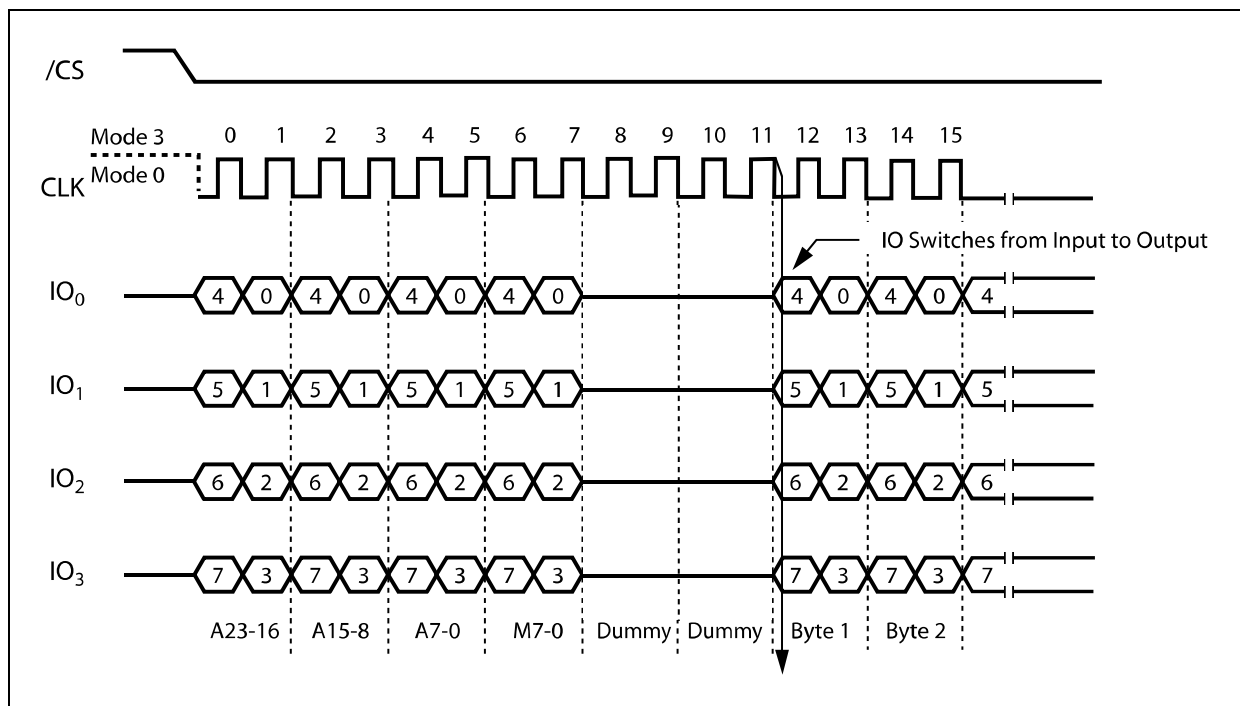 /CS
Mode 3
0 1 2 3 4 5 6 7 8 9 10 11 12 13 14 15
Mode 0
CLK
IO Switches from Input to Output
IO₀ 4 0 4 0 4 0 4 0 4 0 4 0 4
IO₁ 5 1 5 1 5 1 5 1 5 1 5 1 5
IO₂ 6 2 6 2 6 2 6 2 6 2 6 2 6
IO₃ 7 3 7 3 7 3 7 3 7 3 7 3 7
A23-16 A15-8 A7-0 M7-0 Dummy Dummy Byte 1 Byte 2